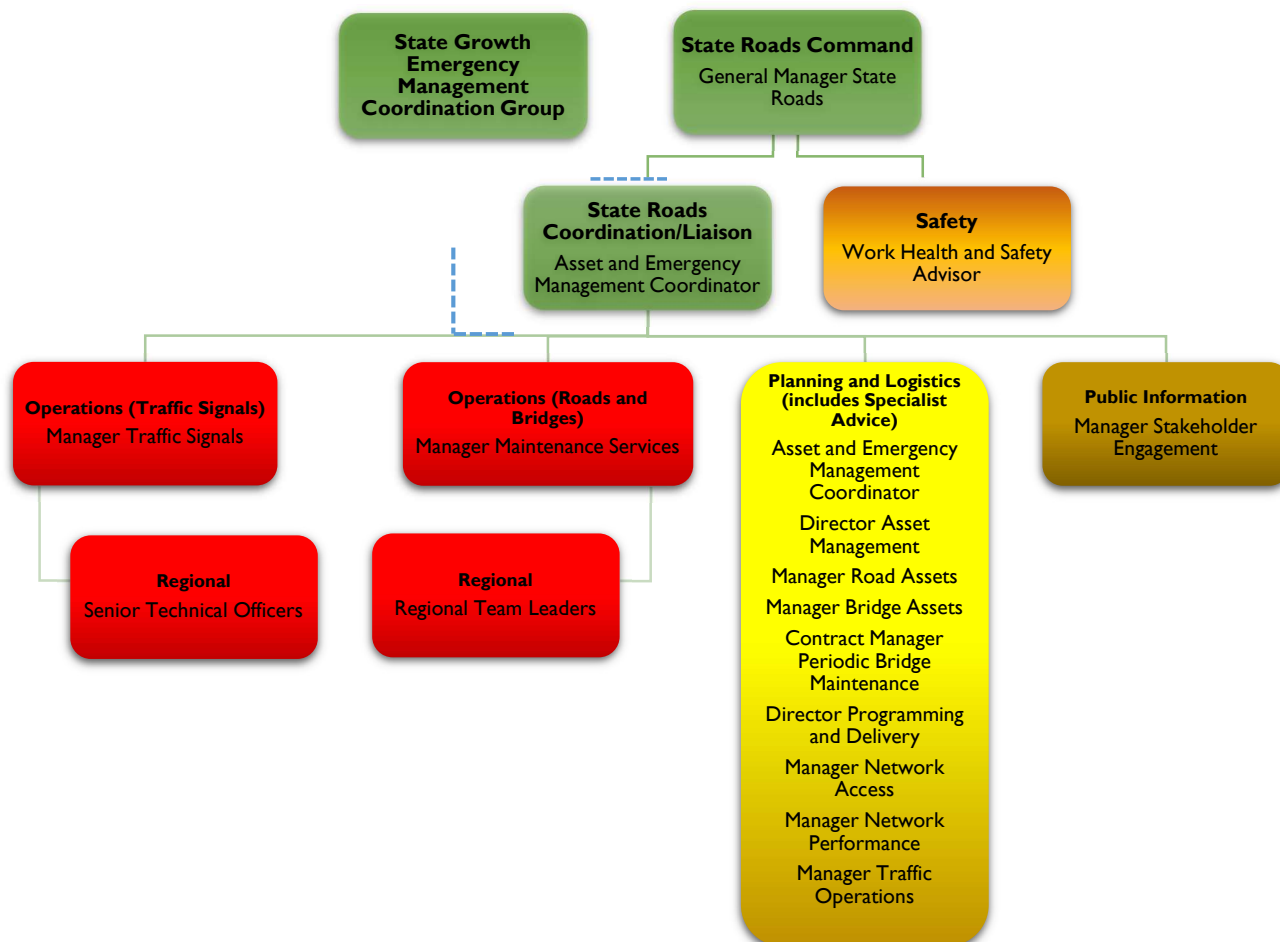 State Growth
Emergency
Management
Coordination Group
State Roads Command
General Manager State
Roads
State Roads
Coordination/Liaison
Asset and Emergency
Management Coordinator
Safety
Work Health and Safety
Advisor
Operations (Traffic Signals)
Manager Traffic Signals
Operations (Roads and
Bridges)
Manager Maintenance Services
Planning and Logistics
(includes Specialist
Advice)
Asset and Emergency
Management
Coordinator
Director Asset
Management
Manager Road Assets
Manager Bridge Assets
Contract Manager
Periodic Bridge
Maintenance
Director Programming
and Delivery
Manager Network
Access
Manager Network
Performance
Manager Traffic
Operations
Public Information
Manager Stakeholder
Engagement
Regional
Senior Technical Officers
Regional
Regional Team Leaders